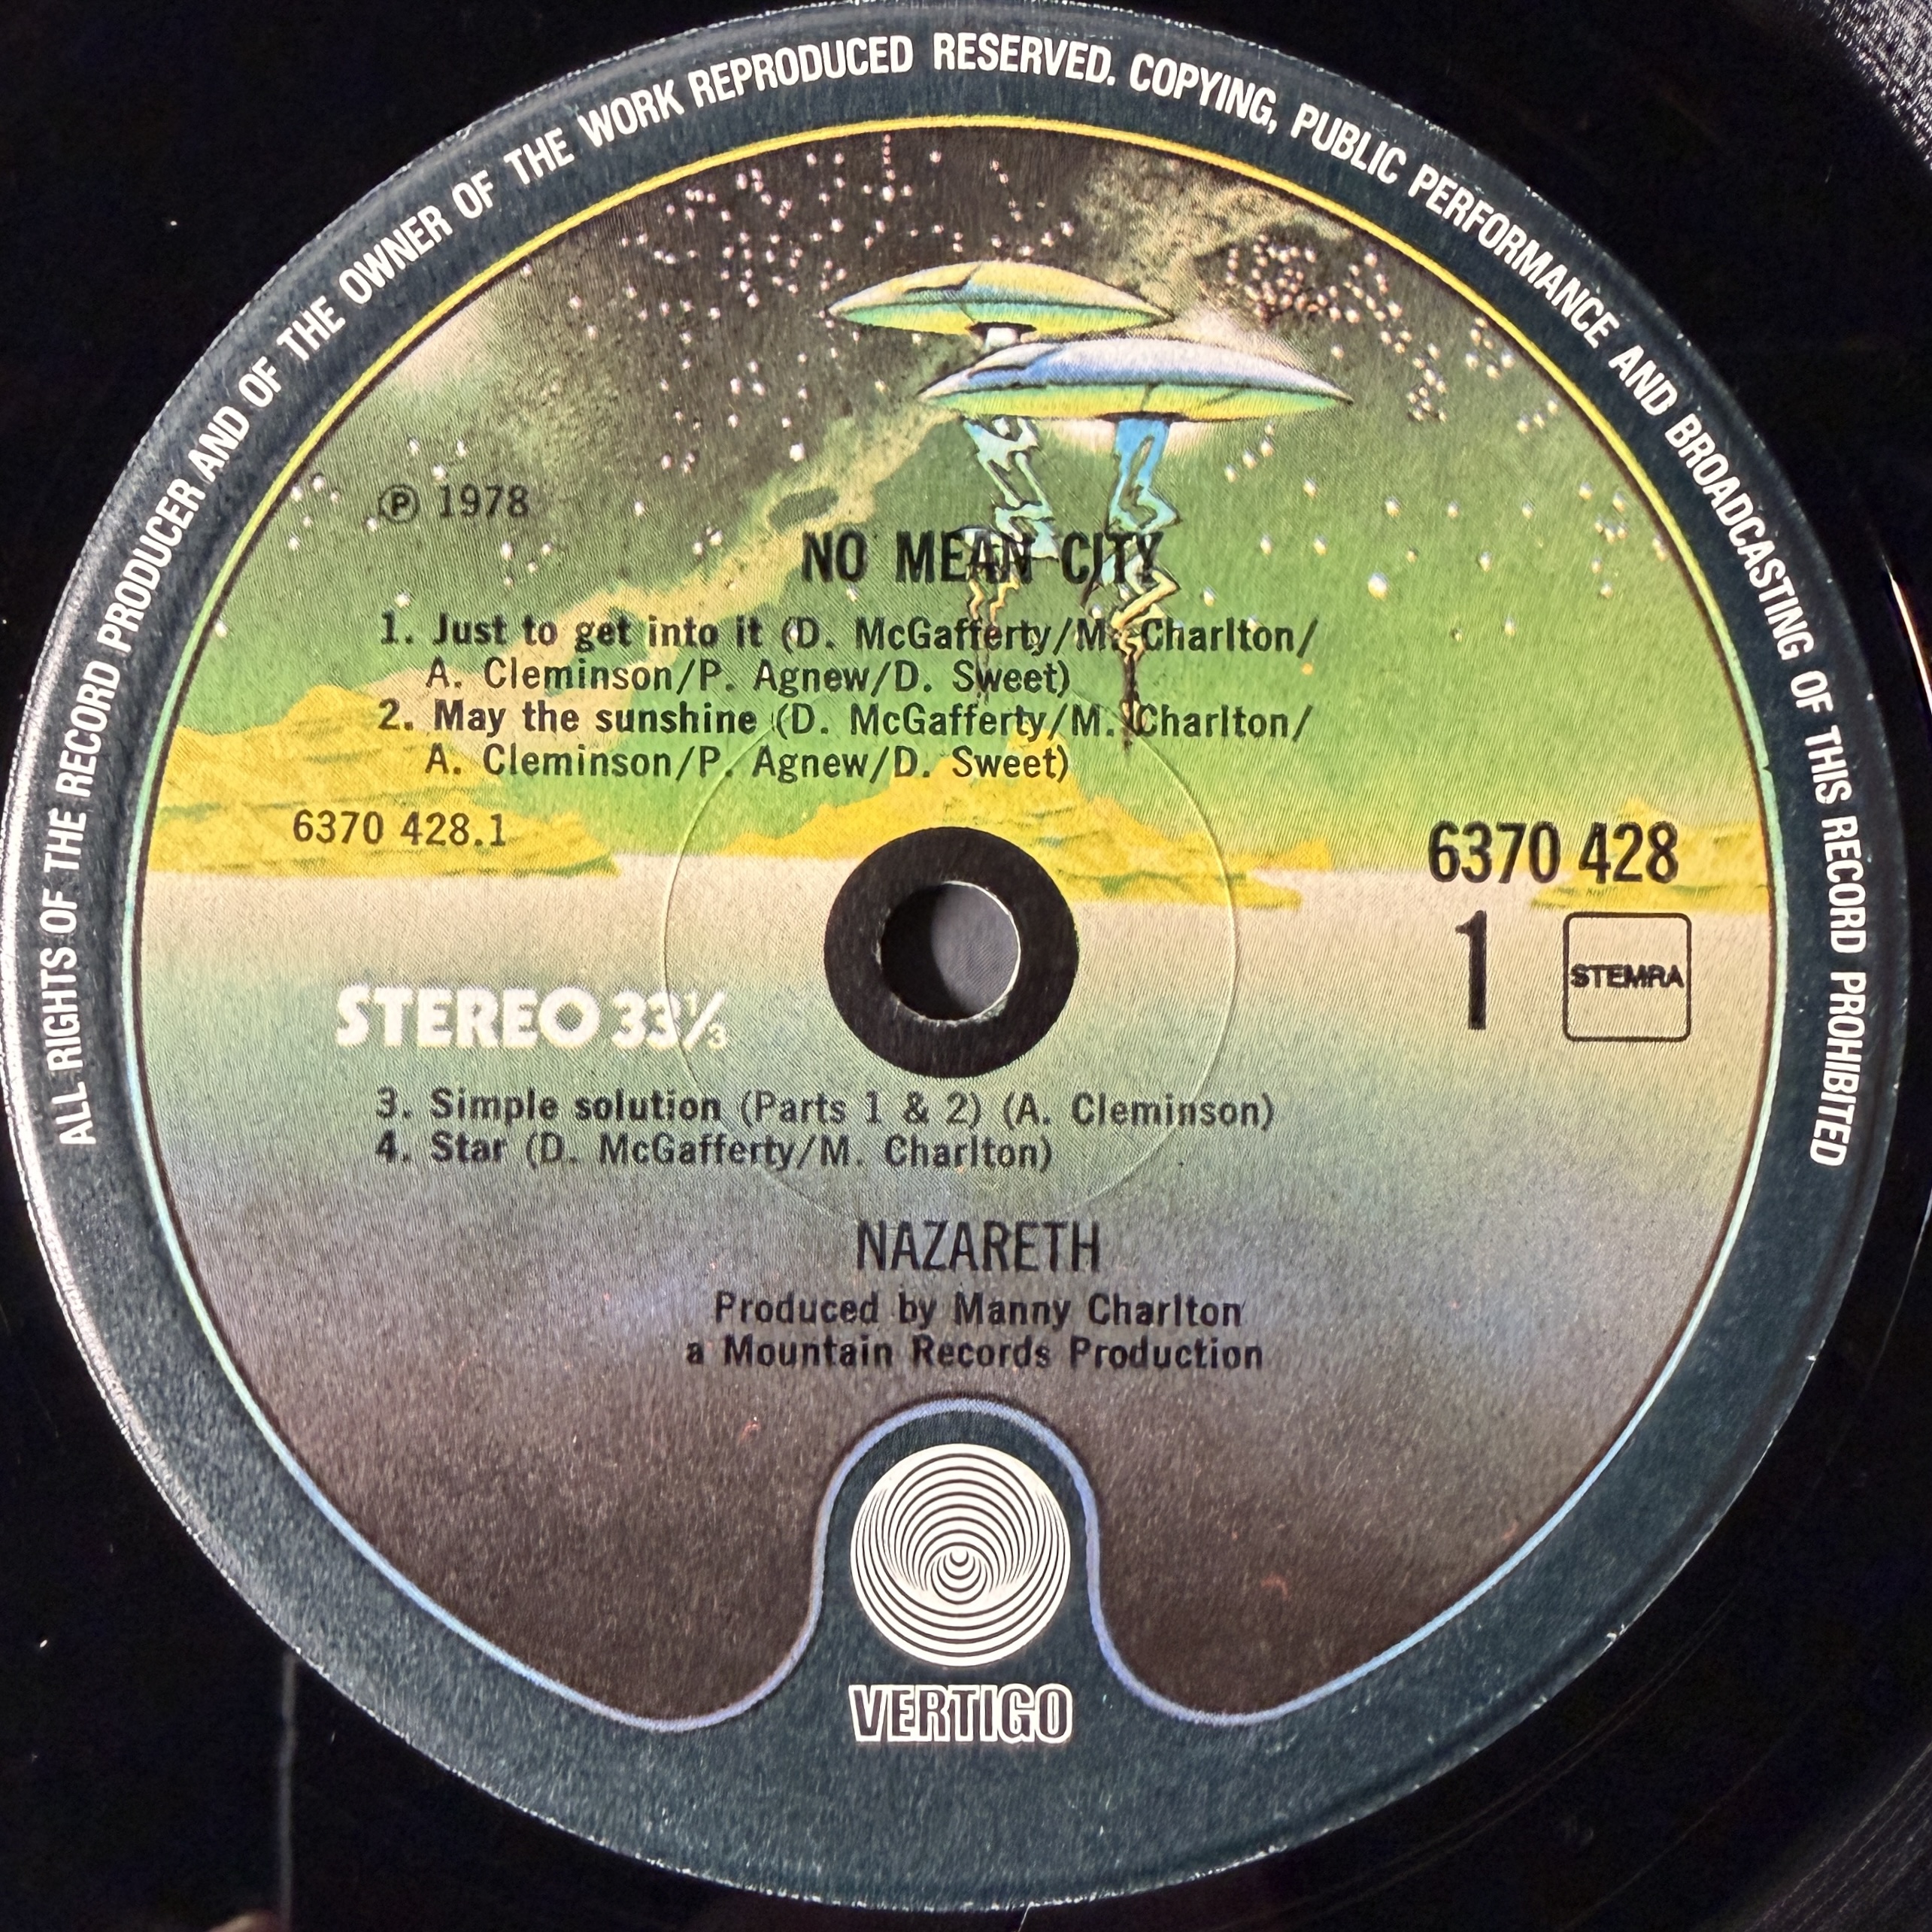 ALL RIGHTS OF THE RECORD PRODUCER AND OF THE OWNER OF THE WORK REPRODUCED RESERVED. COPYING, PUBLIC PERFORMANCE AND BROADCASTING OF THIS RECORD PROHIBITED
Ⓟ 1978
NO MEAN CITY
1. Just to get into it (D. McGafferty/M. Charlton/
A. Cleminson/P. Agnew/D. Sweet)
2. May the sunshine (D. McGafferty/M. Charlton/
A. Cleminson/P. Agnew/D. Sweet)
6370 428.1
6370 428
1
STEMRA
STEREO 33⅓
3. Simple solution (Parts 1 & 2) (A. Cleminson)
4. Star (D. McGafferty/M. Charlton)
NAZARETH
Produced by Manny Charlton
a Mountain Records Production
VERTIGO